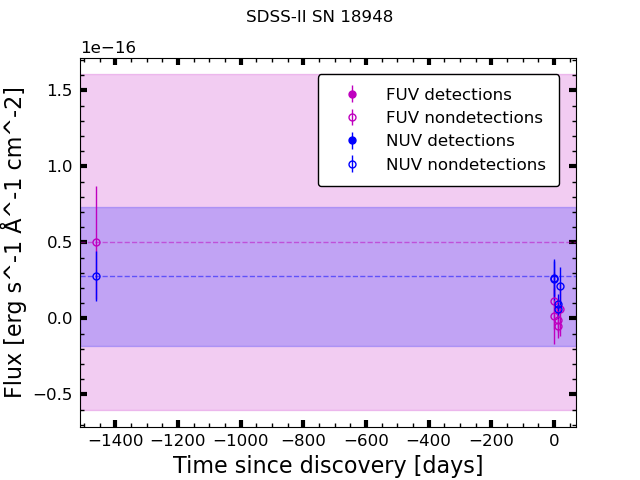 SDSS-II SN 18948
1e−16
1.5
1.0
0.5
0.0
−0.5
Flux [erg s^-1 Å^-1 cm^-2]
FUV detections
FUV nondetections
NUV detections
NUV nondetections
−1400 −1200 −1000 −800 −600 −400 −200 0
Time since discovery [days]